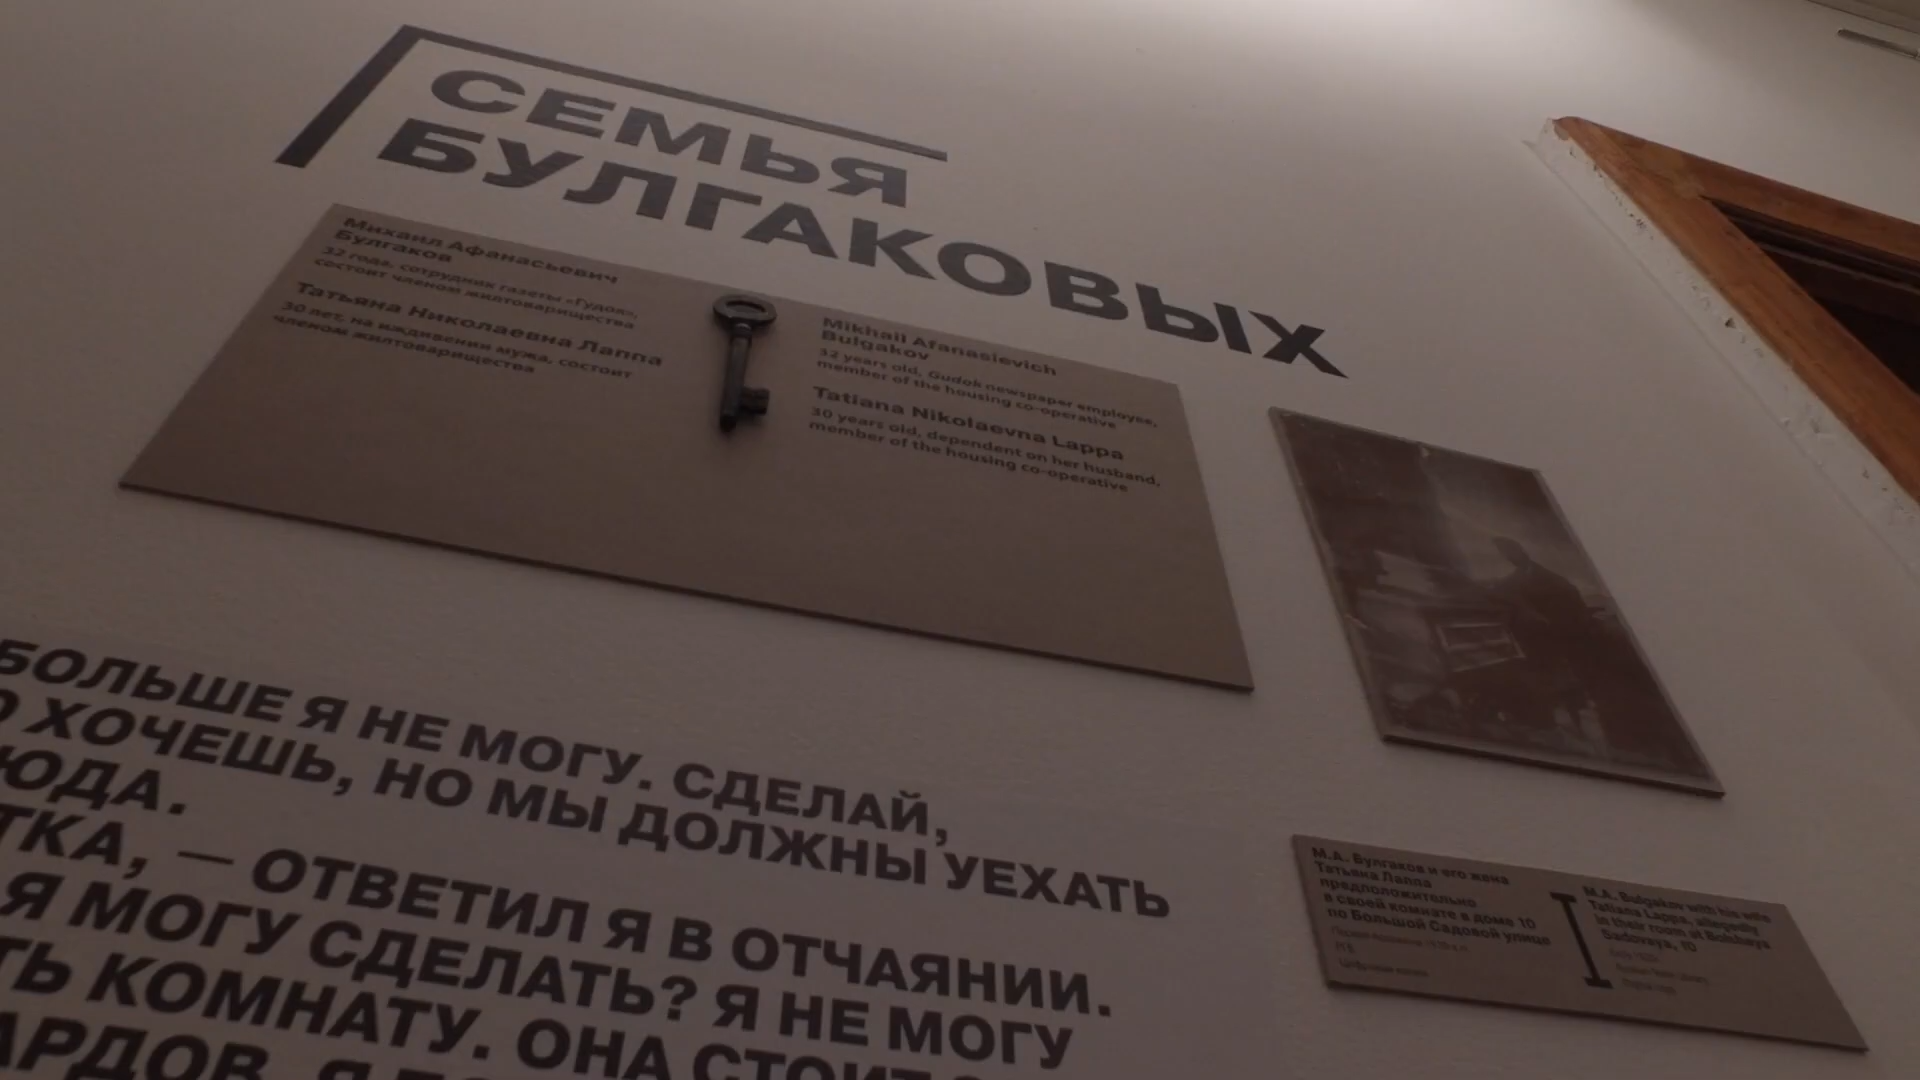 СЕМЬЯ
БУЛГАКОВЫХ
Михаил Афанасьевич
Булгаков
32 года, сотрудник газеты «Гудок»,
состоит членом жилтоварищества
Татьяна Николаевна Лаппа
30 лет, на иждивении мужа, состоит
членом жилтоварищества
Mikhail Afanasievich
Bulgakov
32 years old, Gudok newspaper employee,
member of the housing co-operative
Tatiana Nikolaevna Lappa
30 years old, dependent on her husband,
member of the housing co-operative
БОЛЬШЕ Я НЕ МОГУ. СДЕЛАЙ,
О ХОЧЕШЬ, НО МЫ ДОЛЖНЫ УЕХАТЬ
ЮДА.
ТКА, — ОТВЕТИЛ Я В ОТЧАЯНИИ.
Я МОГУ СДЕЛАТЬ? Я НЕ МОГУ
ТЬ КОМНАТУ. ОНА СТОИТ
АРДОВ. Я
М.А. Булгаков и его жена
Татьяна Лаппа
предположительно
в своей комнате в доме 10
по Большой Садовой улице
РГБ
Цифровая копия
M.A. Bulgakov with his wife
Tatiana Lappa, allegedly
in their room at Bolshaya
Sadovaya, 10